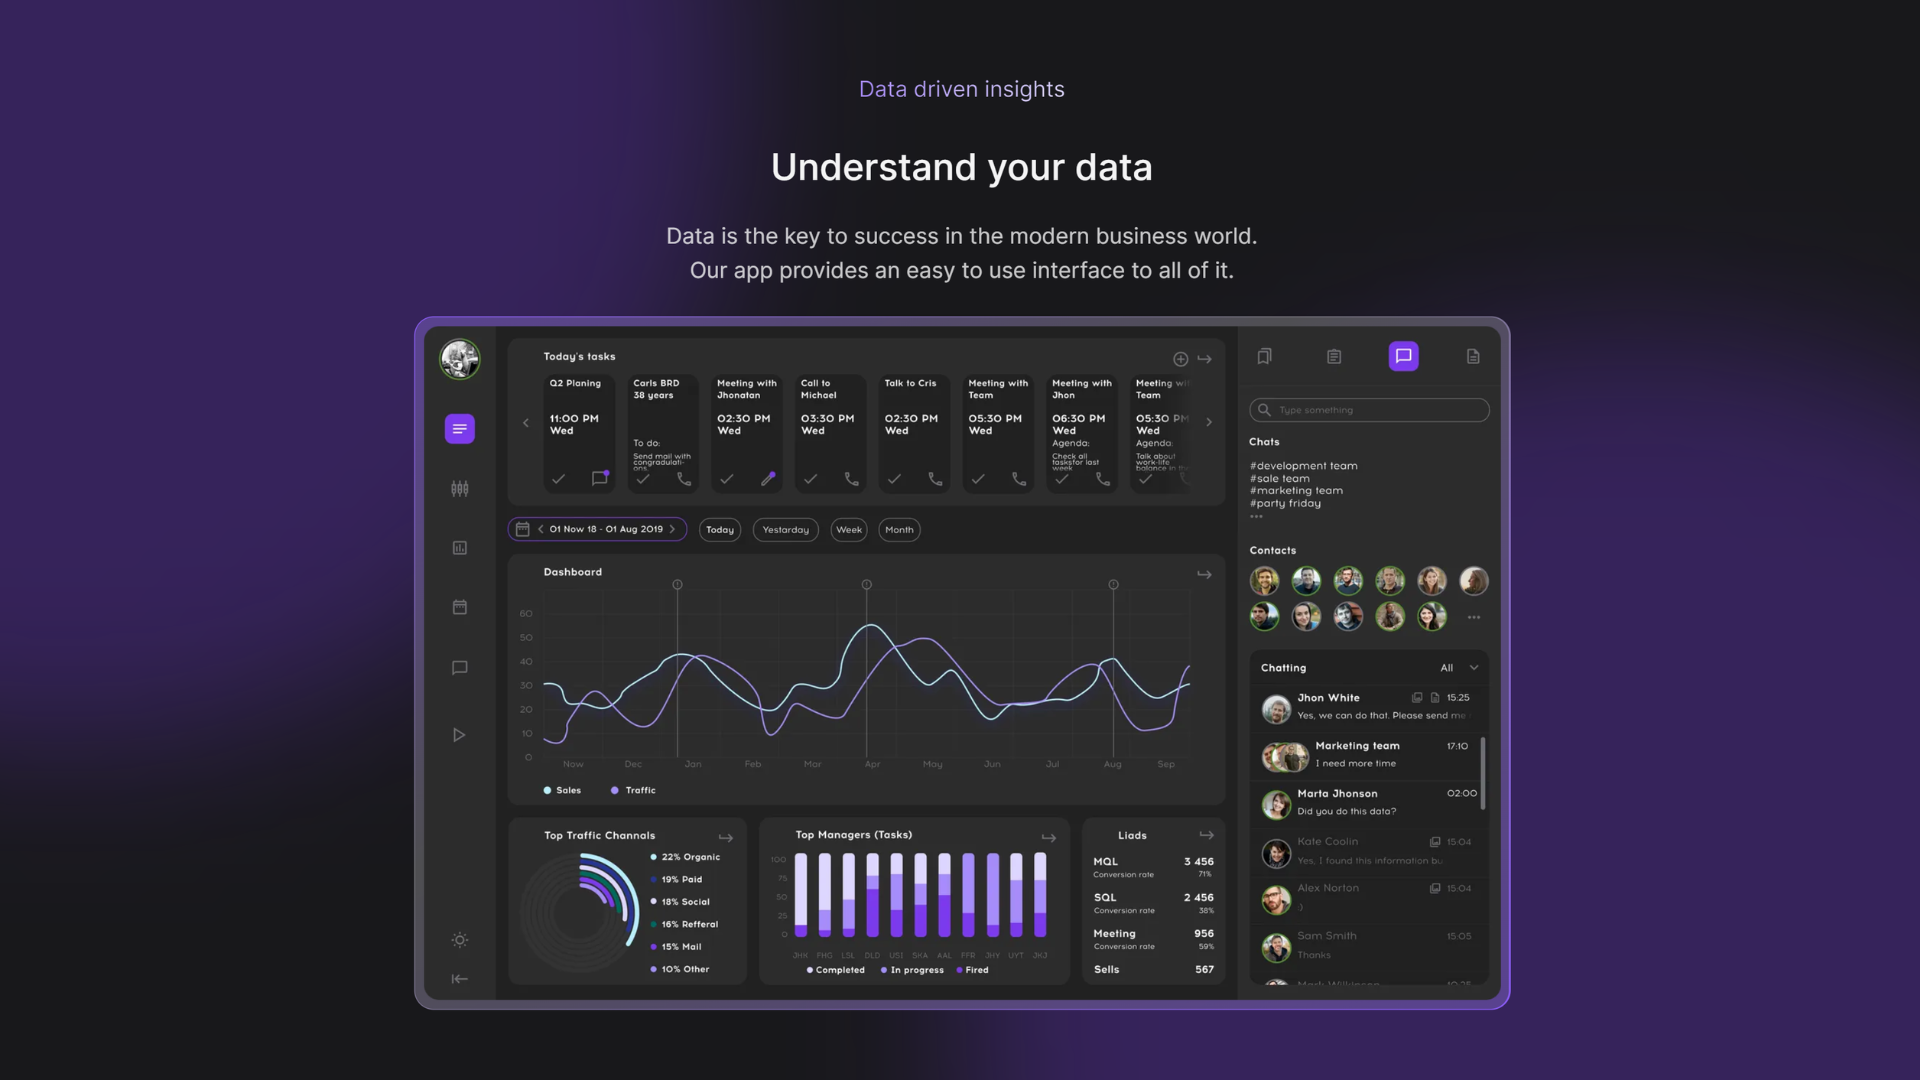 Data driven insights
Understand your data
Data is the key to success in the modern business world.
Our app provides an easy to use interface to all of it.
Today's tasks
Q2 Planing
11:00 PM
Wed
Carls BRD
38 years
To do:
Send mail with
congradulati-
ons.
Meeting with
Jhonatan
02:30 PM
Wed
Call to
Michael
03:30 PM
Wed
Talk to Cris
02:30 PM
Wed
Meeting with
Team
05:30 PM
Wed
Meeting with
Jhon
06:30 PM
Wed
Agenda:
Check all
tasksfor last
week
Meeting wi
Team
05:30 PM
Wed
Agenda:
Talk about
work-life
balance in th
01 Now 18 - 01 Aug 2019
Today
Yestarday
Week
Month
Dashboard
60
50
40
30
20
10
0
Now Dec Jan Feb Mar Apr May Jun Jul Aug Sep
Sales Traffic
Top Traffic Channals
22% Organic
19% Paid
18% Social
16% Refferal
15% Mail
10% Other
Top Managers (Tasks)
100
75
50
25
0
JHK FHG LSL DLD USI SKA AAL FFR JHY UYT JKJ
Completed In progress Fired
Liads
MQL 3 456
Conversion rate 71%
SQL 2 456
Conversion rate 38%
Meeting 956
Conversion rate 59%
Sells 567
Type something
Chats
#development team
#sale team
#marketing team
#party friday
Contacts
Chatting All
Jhon White 15:25
Yes, we can do that. Please send me
Marketing team 17:10
I need more time
Marta Jhonson 02:00
Did you do this data?
Kate Coolin 15:04
Yes, I found this information bu
Alex Norton 15:04
:)
Sam Smith 15:05
Thanks